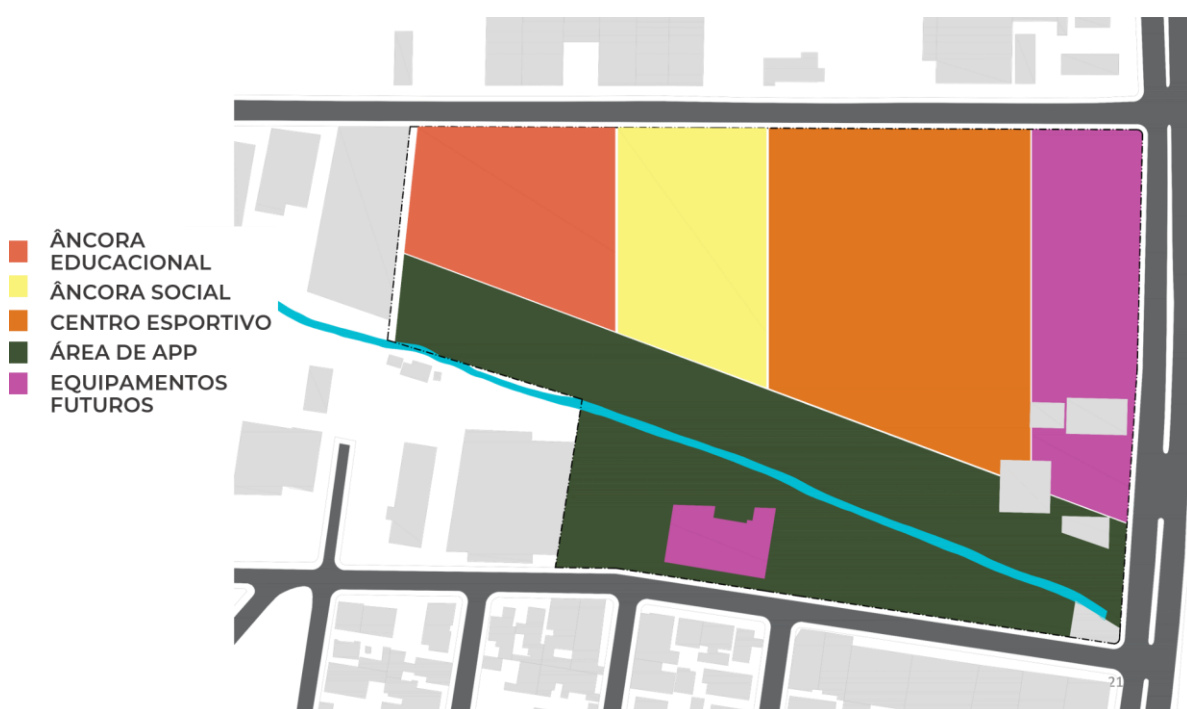 ÂNCORA
EDUCACIONAL
ÂNCORA SOCIAL
CENTRO ESPORTIVO
ÁREA DE APP
EQUIPAMENTOS
FUTUROS
21